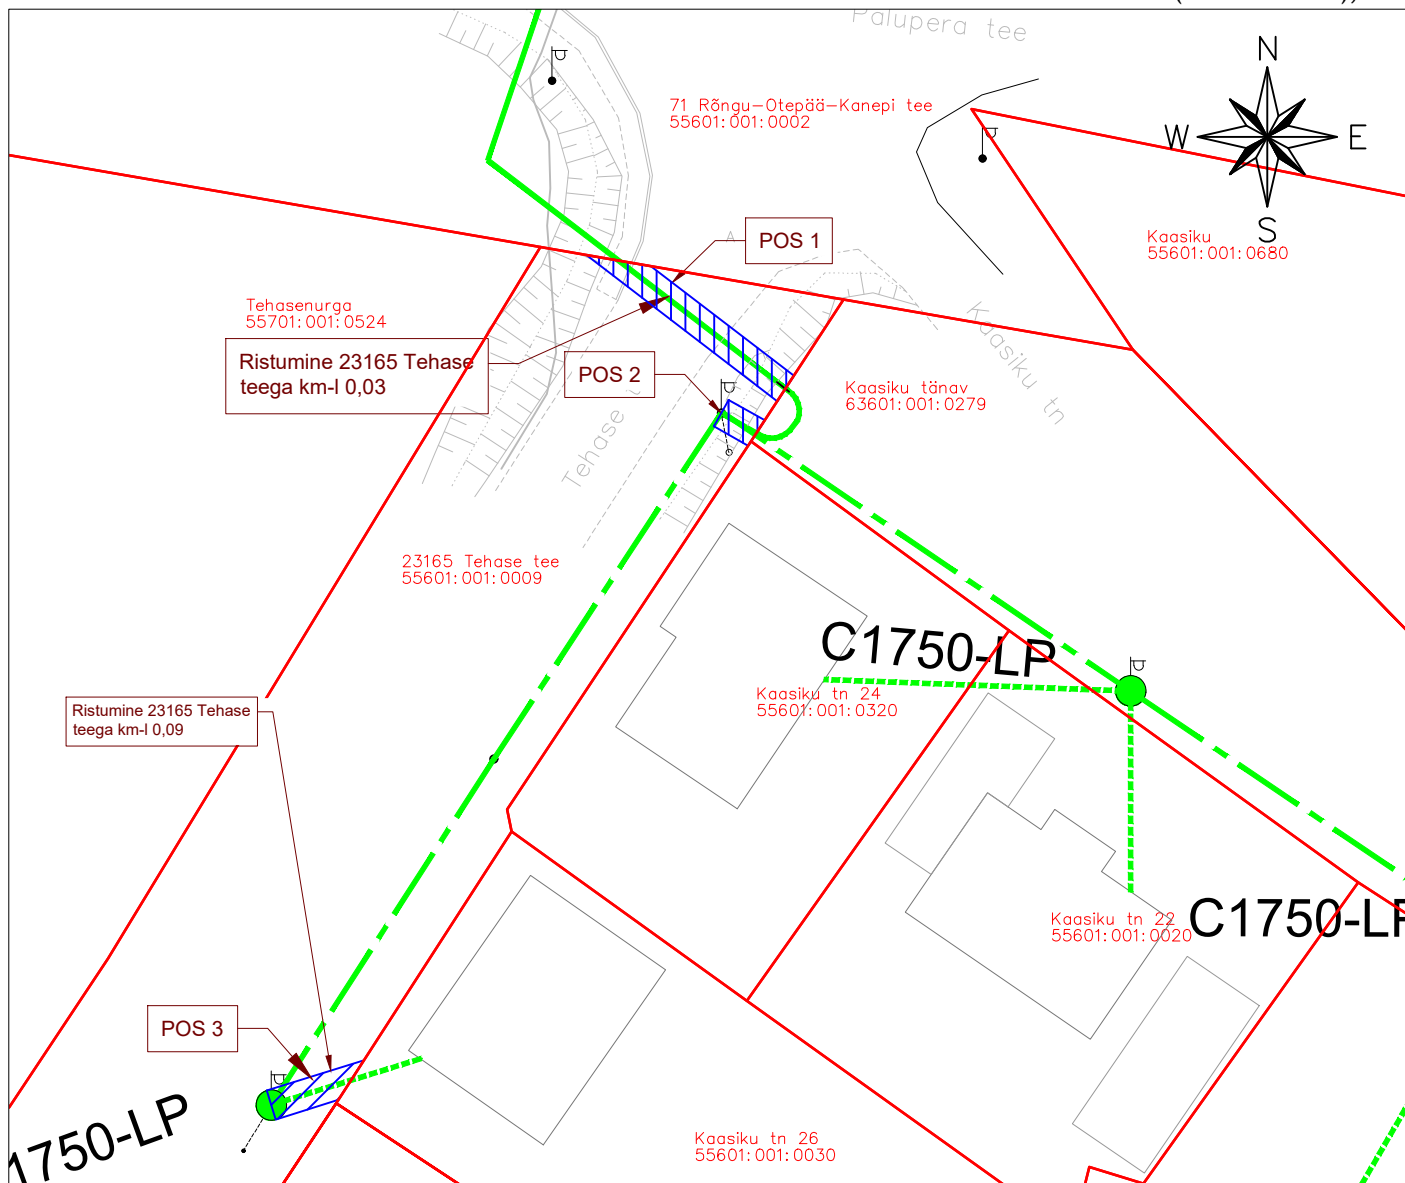 Palupera tee
N
W
E
S
71 Rõngu-Otepää-Kanepi tee
55601:001:0002
Kaasiku
55601:001:0680
POS 1
Tehasenurga
55701:001:0524
Ristumine 23165 Tehase
teega km-l 0,03
POS 2
Kaasiku tn
Kaasiku tänav
63601:001:0279
Tehase
23165 Tehase tee
55601:001:0009
C1750-LP
Kaasiku tn 24
55601:001:0320
Ristumine 23165 Tehase
teega km-l 0,09
Kaasiku tn 22
55601:001:0020
C1750-LP
POS 3
1750-LP
Kaasiku tn 26
55601:001:0030